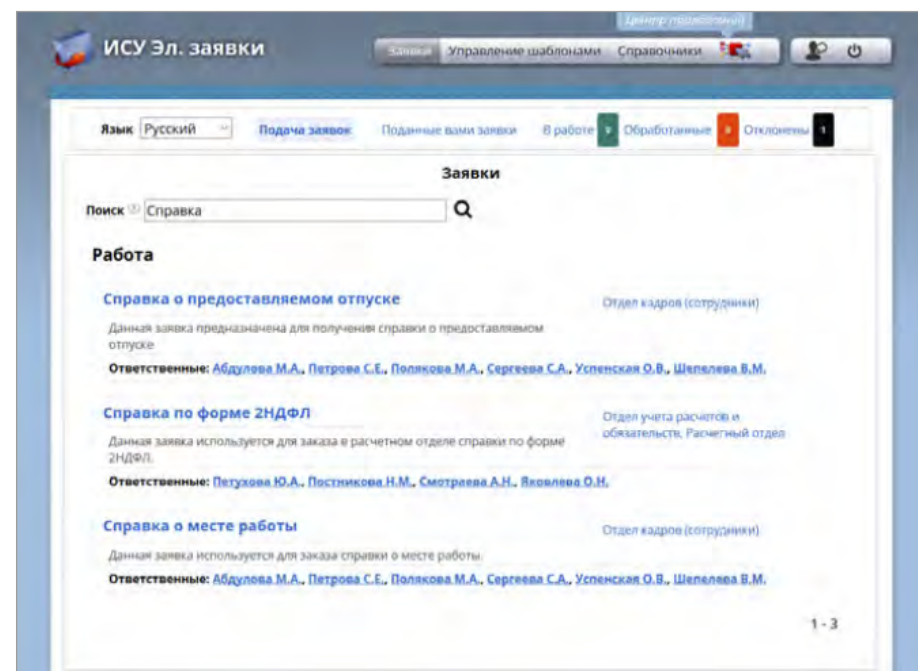 Центр приложений
ИСУ Эл. заявки
Заявки Управление шаблонами Справочники
Язык Русский Подача заявок Поданные вами заявки В работе Обработанные Отклонены 1
Заявки
Поиск Справка
Работа
Справка о предоставляемом отпуске
Отдел кадров (сотрудники)
Данная заявка предназначена для получения справки о предоставляемом
отпуске
Ответственные: Абдулова М.А., Петрова С.Е., Полякова М.А., Сергеева С.А., Успенская О.В., Шепелева В.М.
Справка по форме 2НДФЛ
Отдел учета расчетов и
обязательств, Расчетный отдел
Данная заявка используется для заказа в расчетном отделе справки по форме
2НДФЛ.
Ответственные: Петухова Ю.А., Постникова Н.М., Смотраева А.Н., Яковлева О.Н.
Справка о месте работы
Отдел кадров (сотрудники)
Данная заявка используется для заказа справки о месте работы.
Ответственные: Абдулова М.А., Петрова С.Е., Полякова М.А., Сергеева С.А., Успенская О.В., Шепелева В.М.
1 - 3